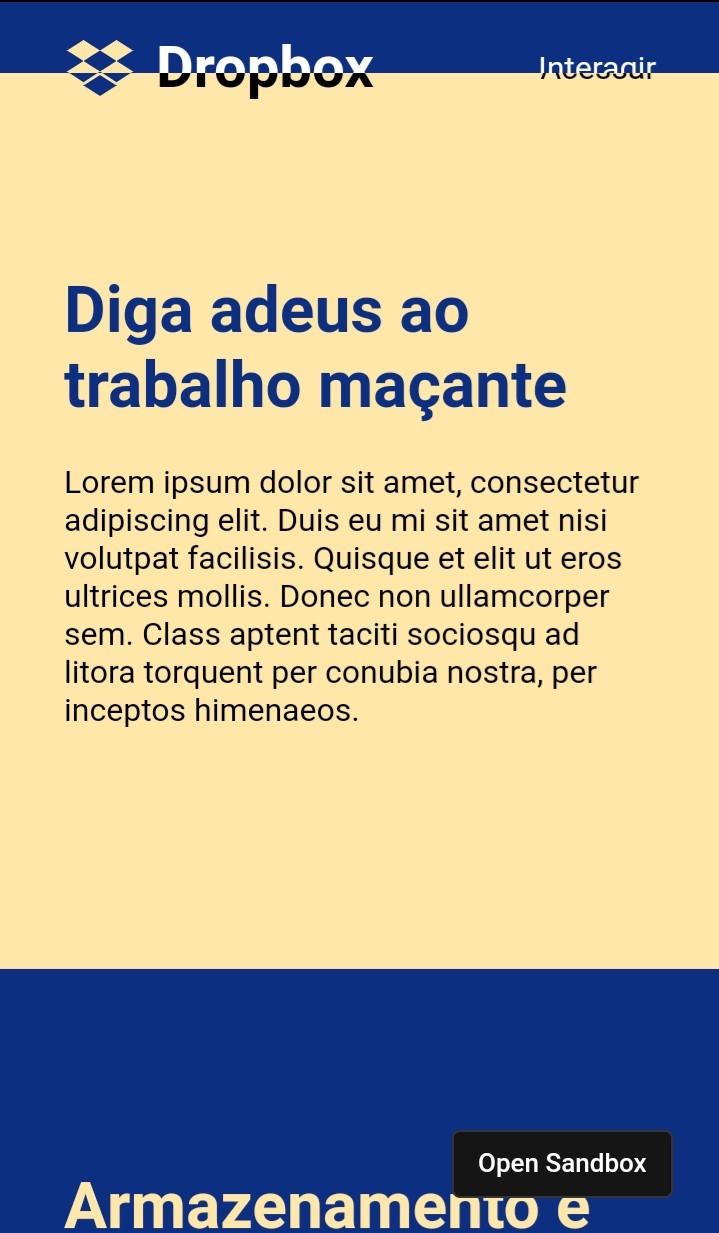 Dropbox
Interagir
Diga adeus ao
trabalho maçante
Lorem ipsum dolor sit amet, consectetur
adipiscing elit. Duis eu mi sit amet nisi
volutpat facilisis. Quisque et elit ut eros
ultrices mollis. Donec non ullamcorper
sem. Class aptent taciti sociosqu ad
litora torquent per conubia nostra, per
inceptos himenaeos.
Open Sandbox
Armazenamento e